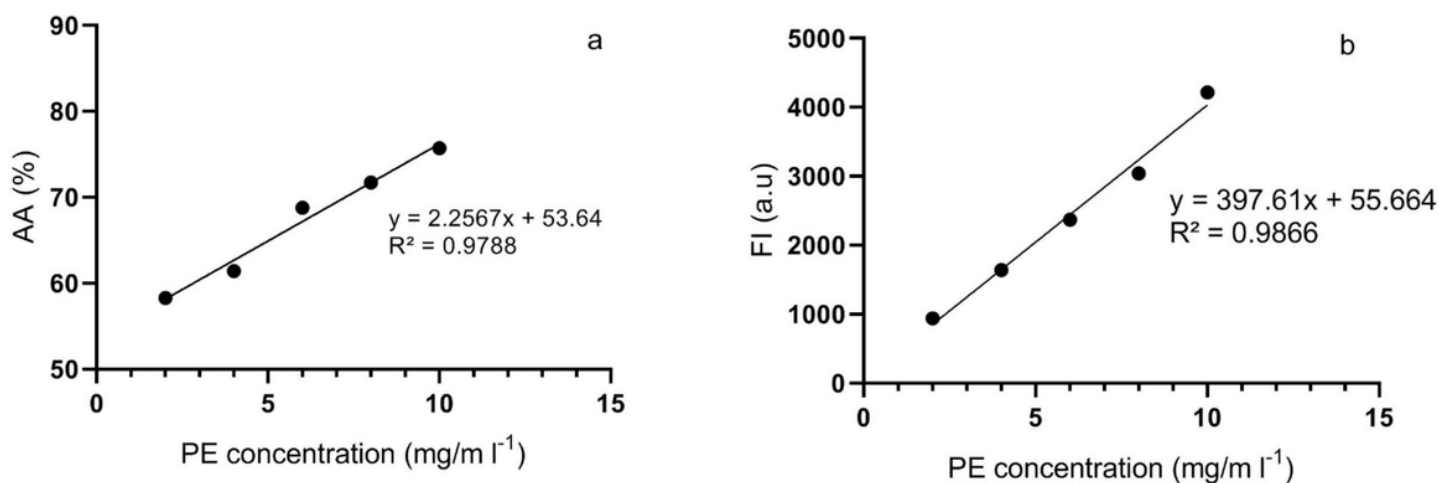 a
90
80
70
60
50
AA (%)
y = 2.2567x + 53.64
R² = 0.9788
0 5 10 15
PE concentration (mg/m l⁻¹)
b
5000
4000
3000
2000
1000
0
FI (a.u)
y = 397.61x + 55.664
R² = 0.9866
0 5 10 15
PE concentration (mg/m l⁻¹)